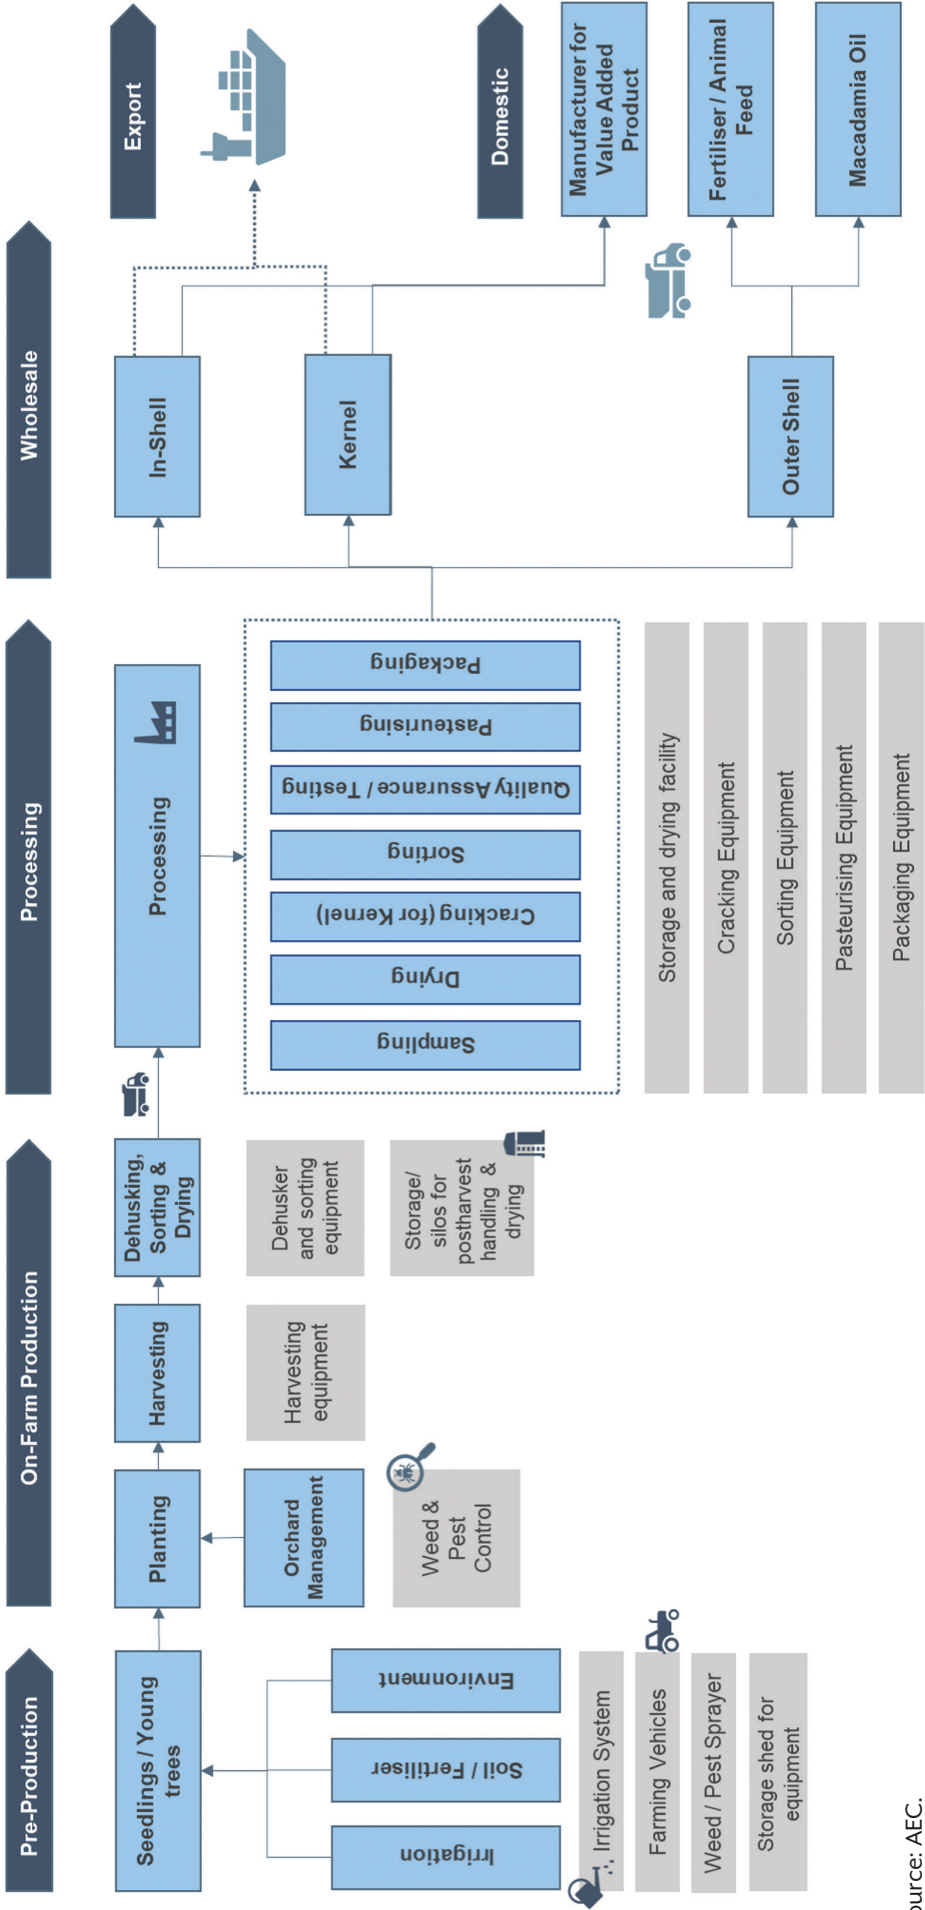 Pre-Production
On-Farm Production
Processing
Wholesale
Export
Seedlings / Young
trees
Planting
Harvesting
Dehusking,
Sorting &
Drying
Processing
In-Shell
Kernel
Outer Shell
Domestic
Manufacturer for
Value Added
Product
Fertiliser / Animal
Feed
Macadamia Oil
Irrigation
Soil / Fertiliser
Environment
Orchard
Management
Weed &
Pest
Control
Harvesting
equipment
Dehusker
and sorting
equipment
Storage/
silos for
postharvest
handling &
drying
Sampling
Drying
Cracking (for Kernel)
Sorting
Quality Assurance / Testing
Pasteurising
Packaging
Irrigation System
Farming Vehicles
Weed / Pest Sprayer
Storage shed for
equipment
Storage and drying facility
Cracking Equipment
Sorting Equipment
Pasteurising Equipment
Packaging Equipment
ource: AEC.